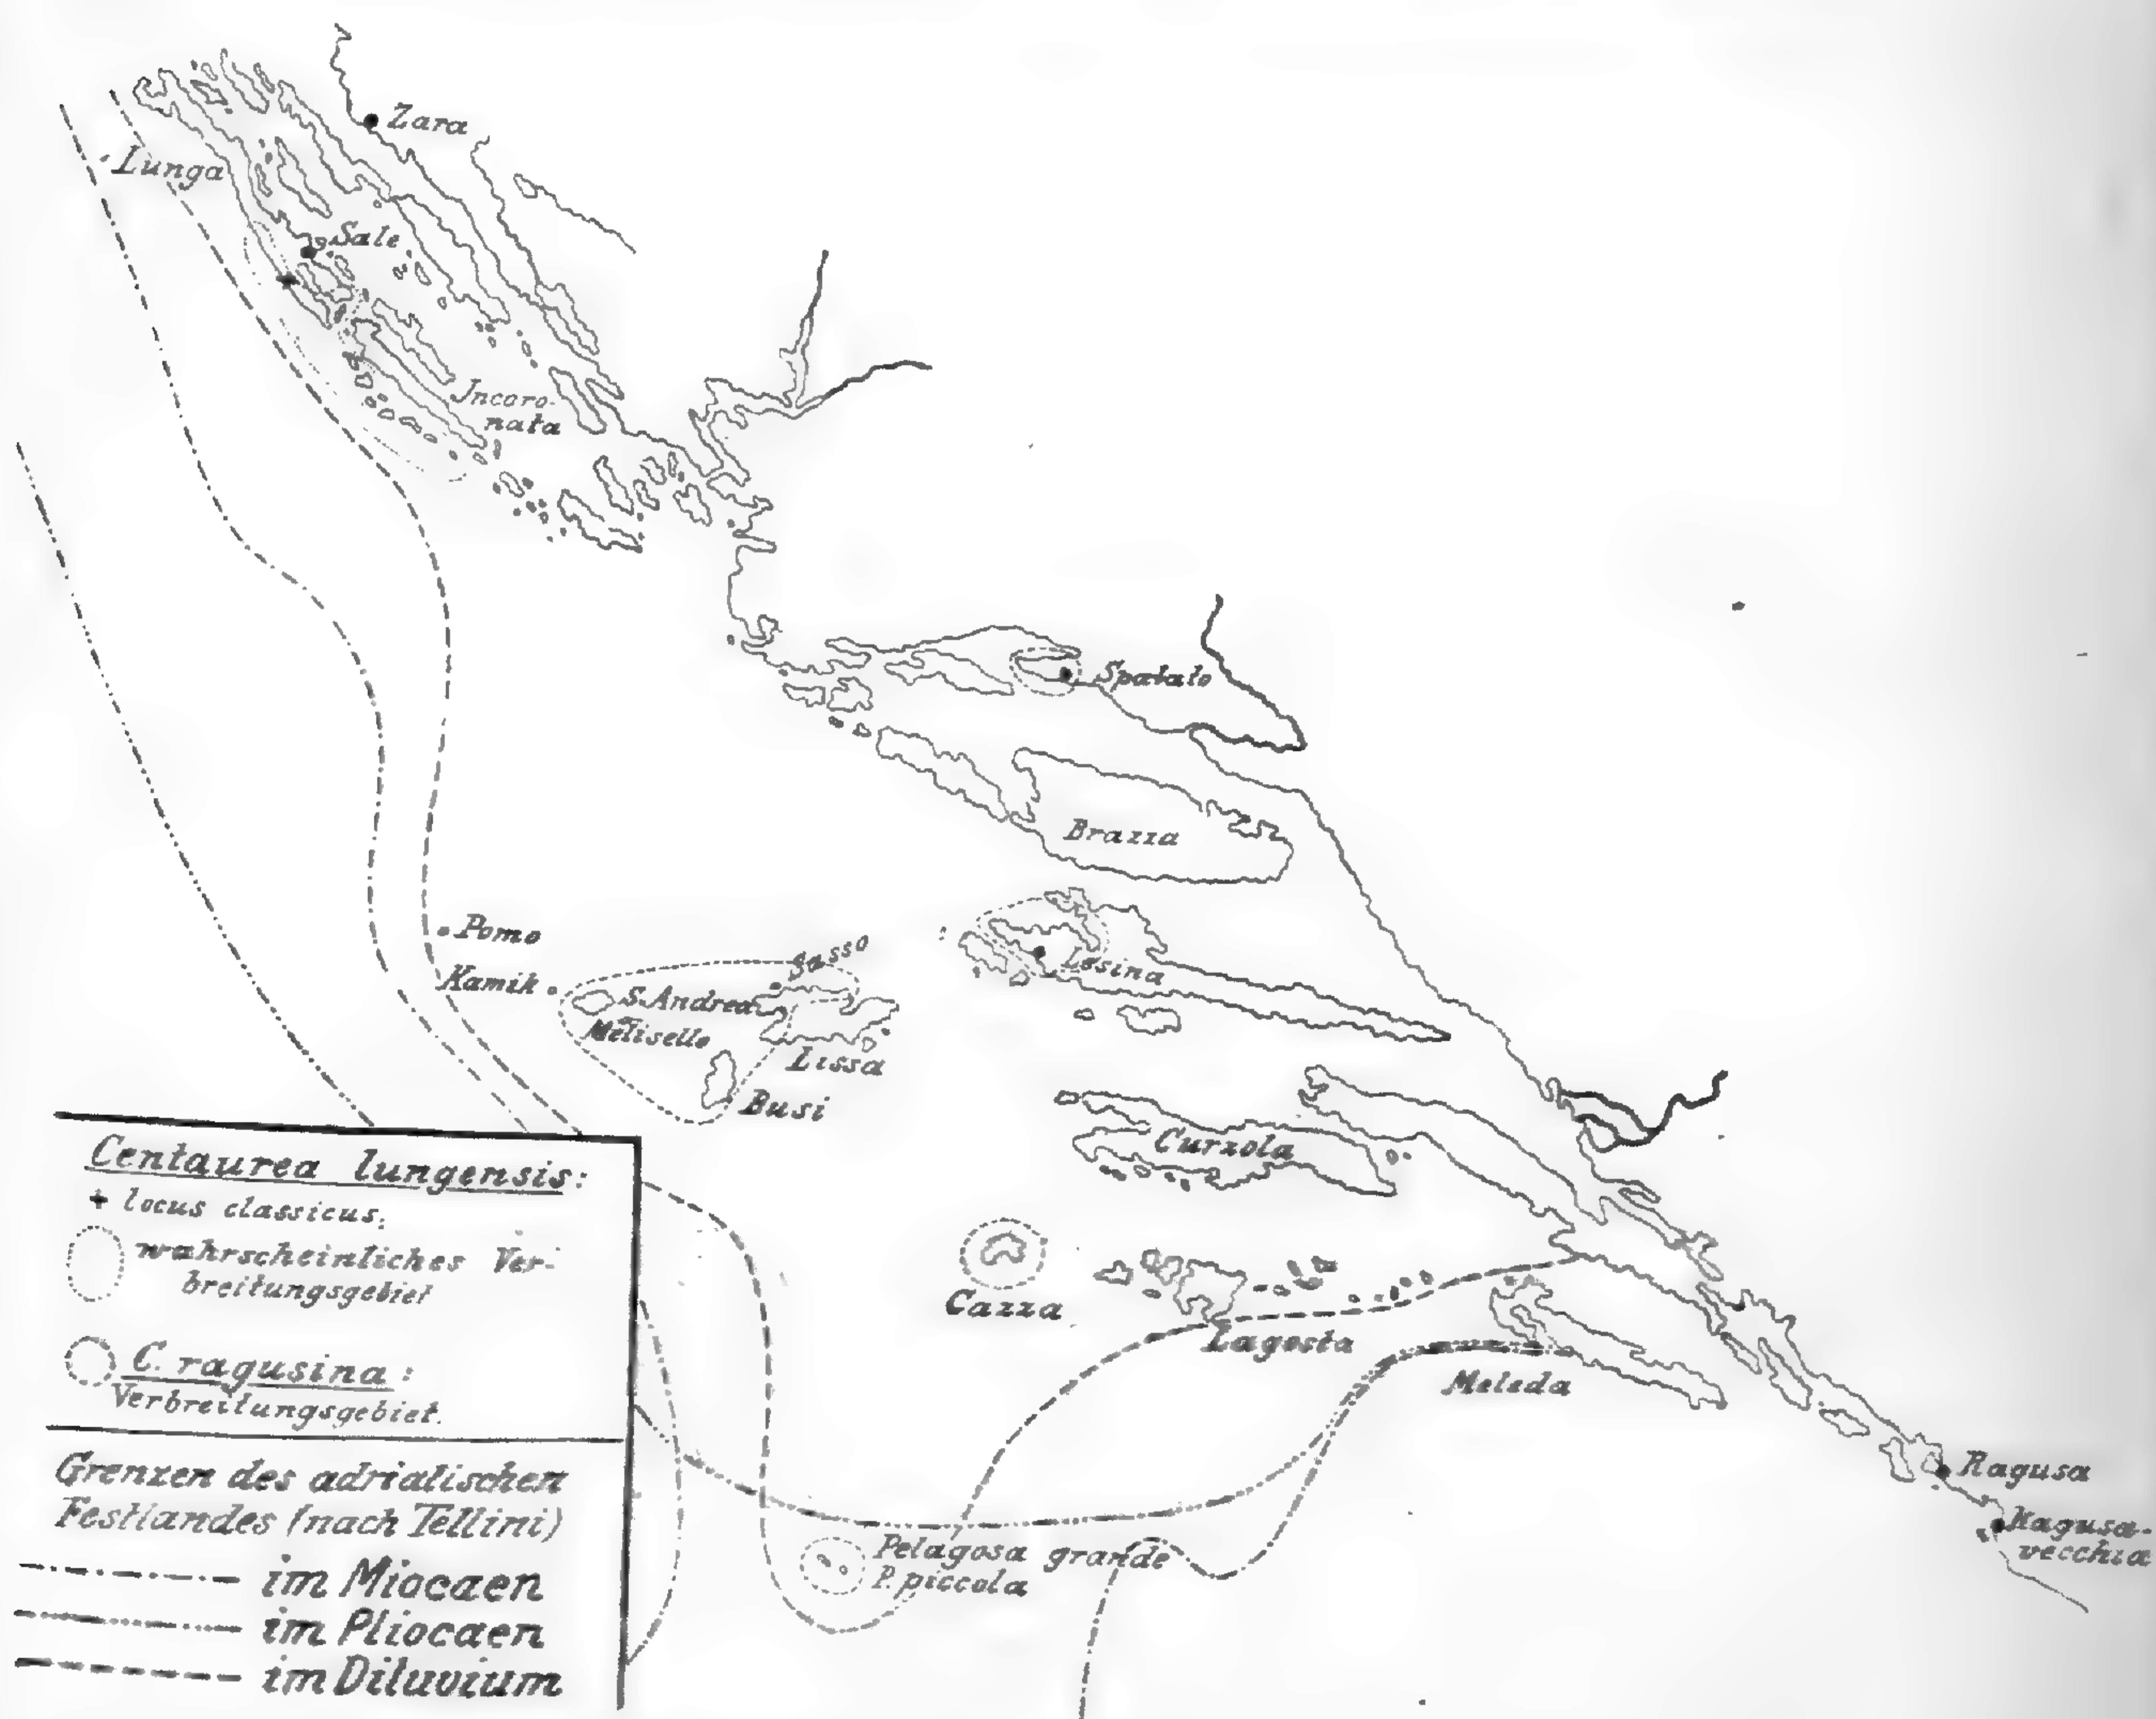 Zara
Lunga
Sale
Jncoro-
nata
Spalato
Brazza
Pomo
Kamik
Sasso
S. Andrea
Meliselle
Lissa
Busi
Lesina
Curzola
Cazza
Lagosta
Meleda
Ragusa
Ragusa-
vecchia
Pelagosa grande
P. piccola
Centaurea lungensis:
+ locus classicus.
wahrscheinliches Ver-
breitungsgebiet
C. ragusina:
Verbreitungsgebiet.
Grenzen des adriatischen
Festlandes (nach Tellini)
im Miocaen
im Pliocaen
im Diluvium